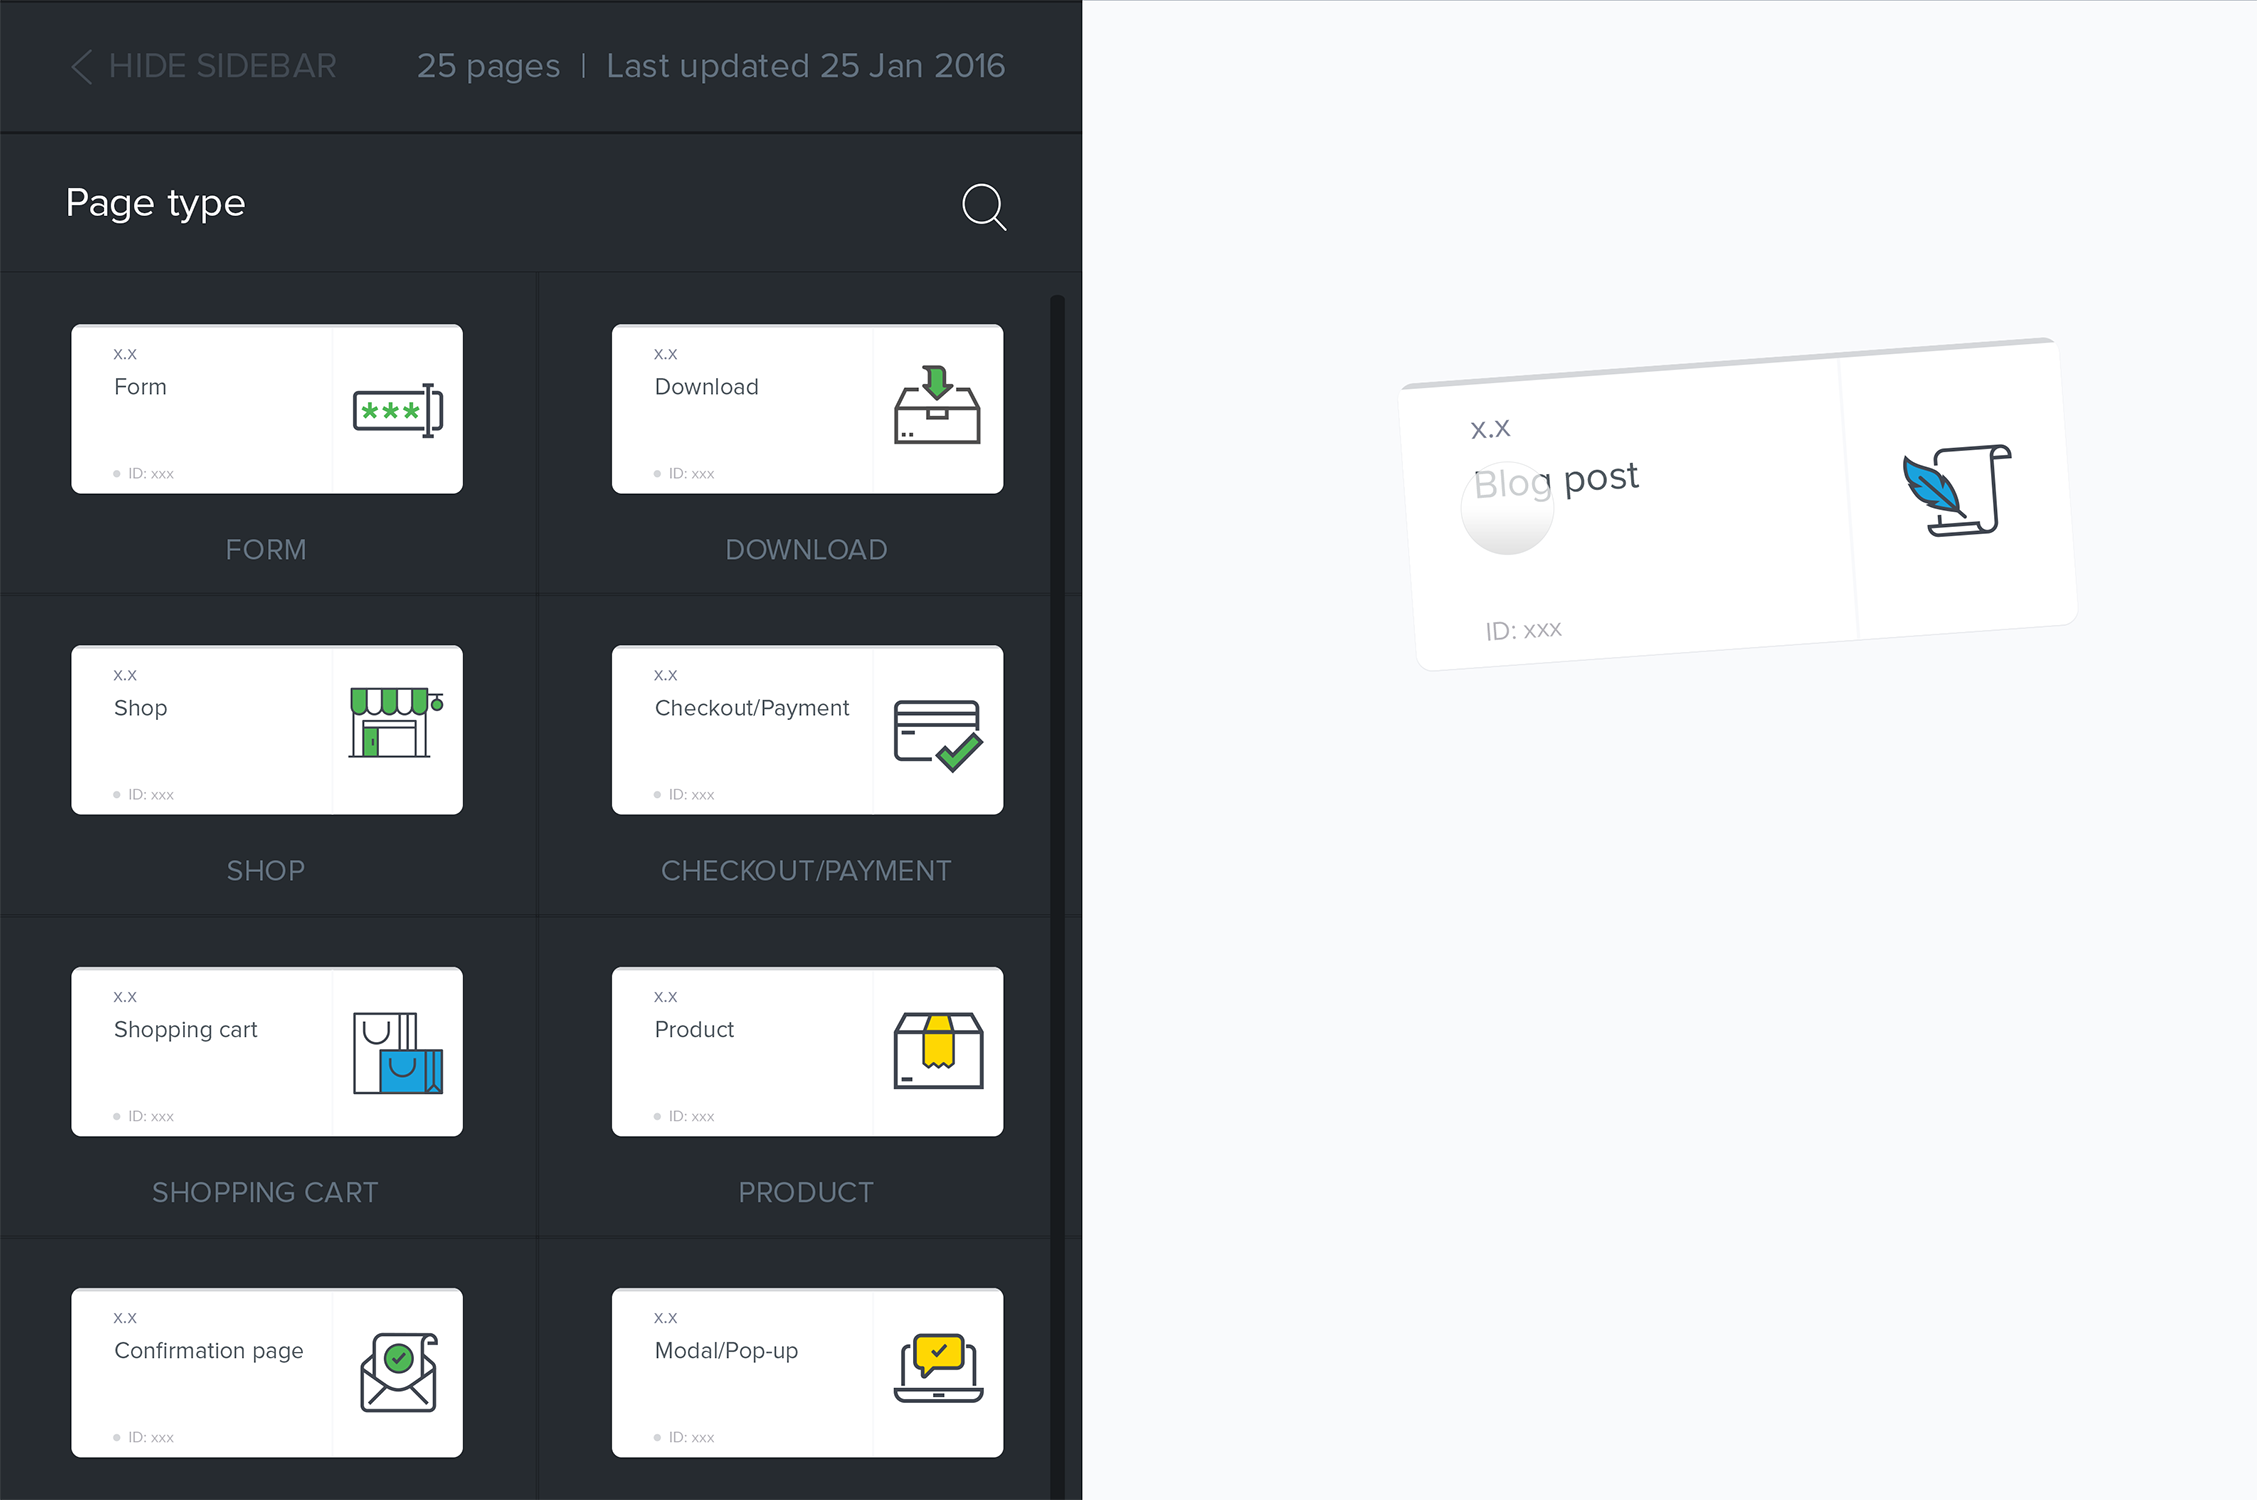 HIDE SIDEBAR
25 pages | Last updated 25 Jan 2016
Page type
x.x
Form
ID: xxx
FORM
x.x
Download
ID: xxx
DOWNLOAD
x.x
Shop
ID: xxx
SHOP
x.x
Checkout/Payment
ID: xxx
CHECKOUT/PAYMENT
x.x
Shopping cart
ID: xxx
SHOPPING CART
x.x
Product
ID: xxx
PRODUCT
x.x
Confirmation page
ID: xxx
x.x
Modal/Pop-up
ID: xxx
x.x
Blog post
ID: xxx